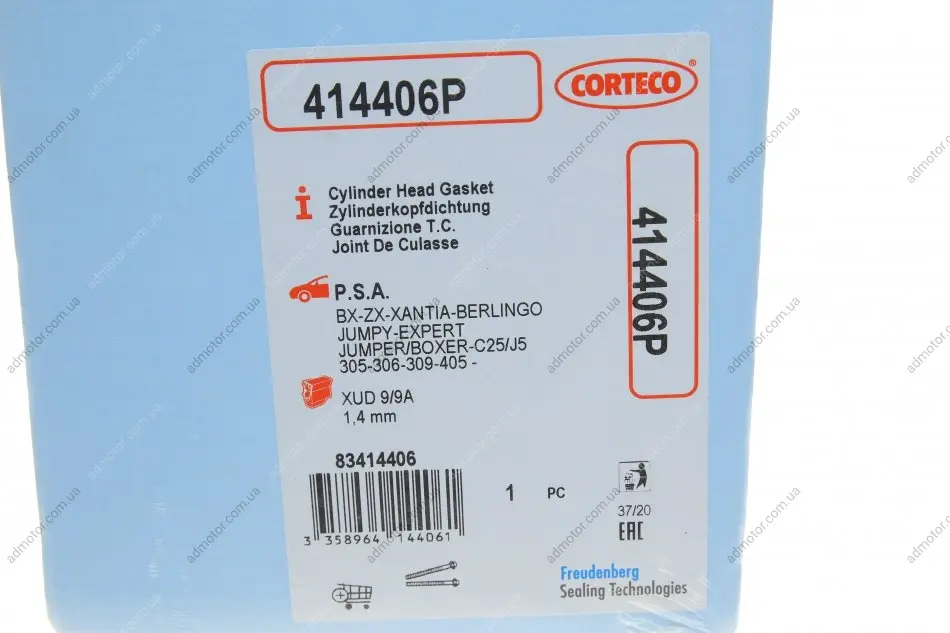 414406P
CORTECO®
414406P
i
Cylinder Head Gasket
Zylinderkopfdichtung
Guarnizione T.C.
Joint De Culasse
P.S.A.
BX-ZX-XANTIA-BERLINGO
JUMPY-EXPERT
JUMPER/BOXER-C25/J5
305-306-309-405 -
XUD 9/9A
1,4 mm
83414406
1 PC
3 358964 144061
37/20
EAC
Freudenberg
Sealing Technologies
admotor.com.ua